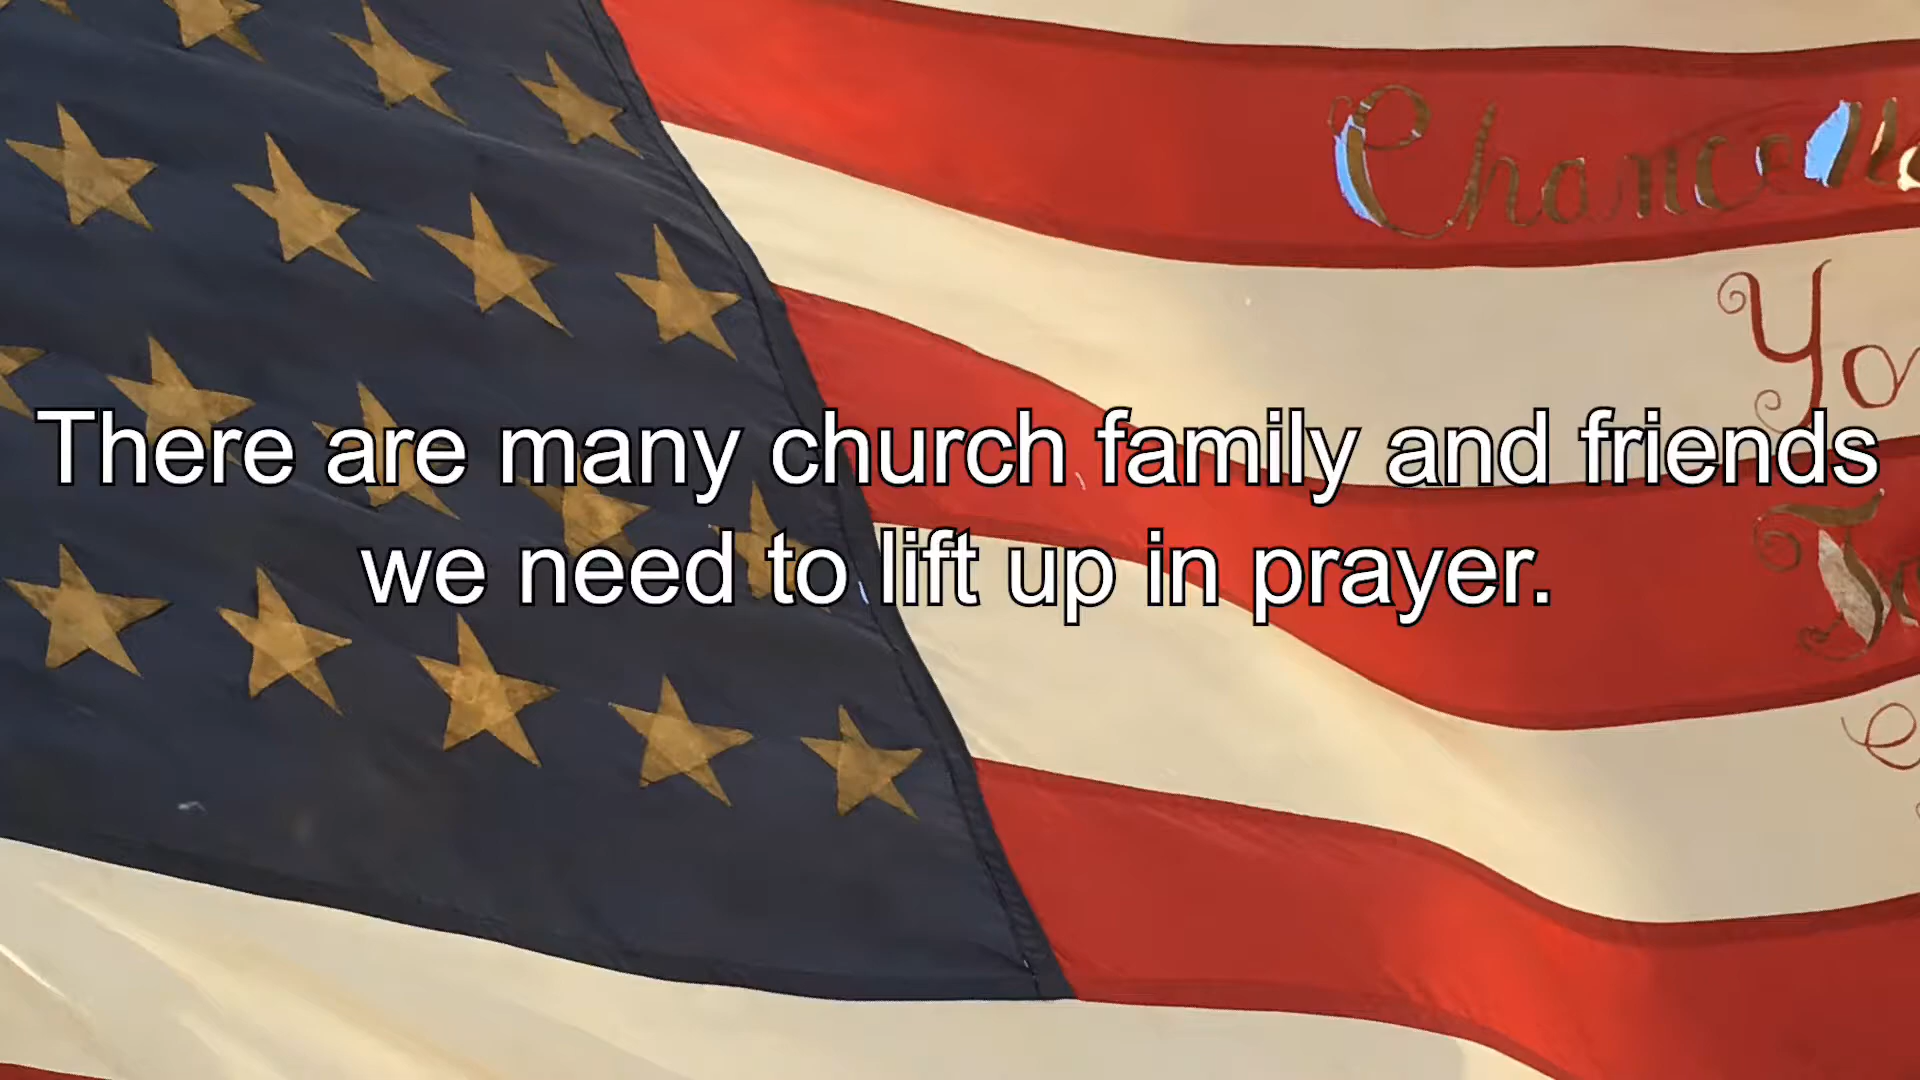 There are many church family and friends
we need to lift up in prayer.